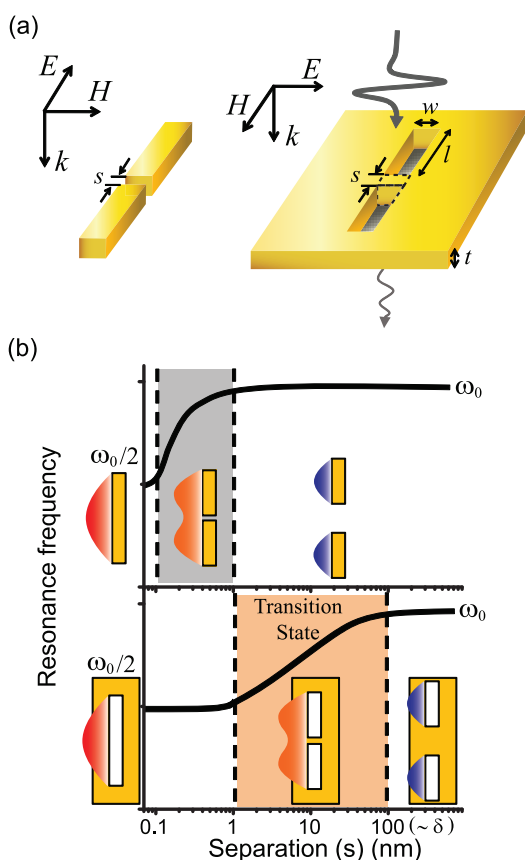 (a)
E
H
k
s
E
H
k
w
l
s
t
(b)
Resonance frequency
ω₀
ω₀/2
Transition
State
ω₀
ω₀/2
0.1
1
10
100
(~ δ)
Separation (s) (nm)